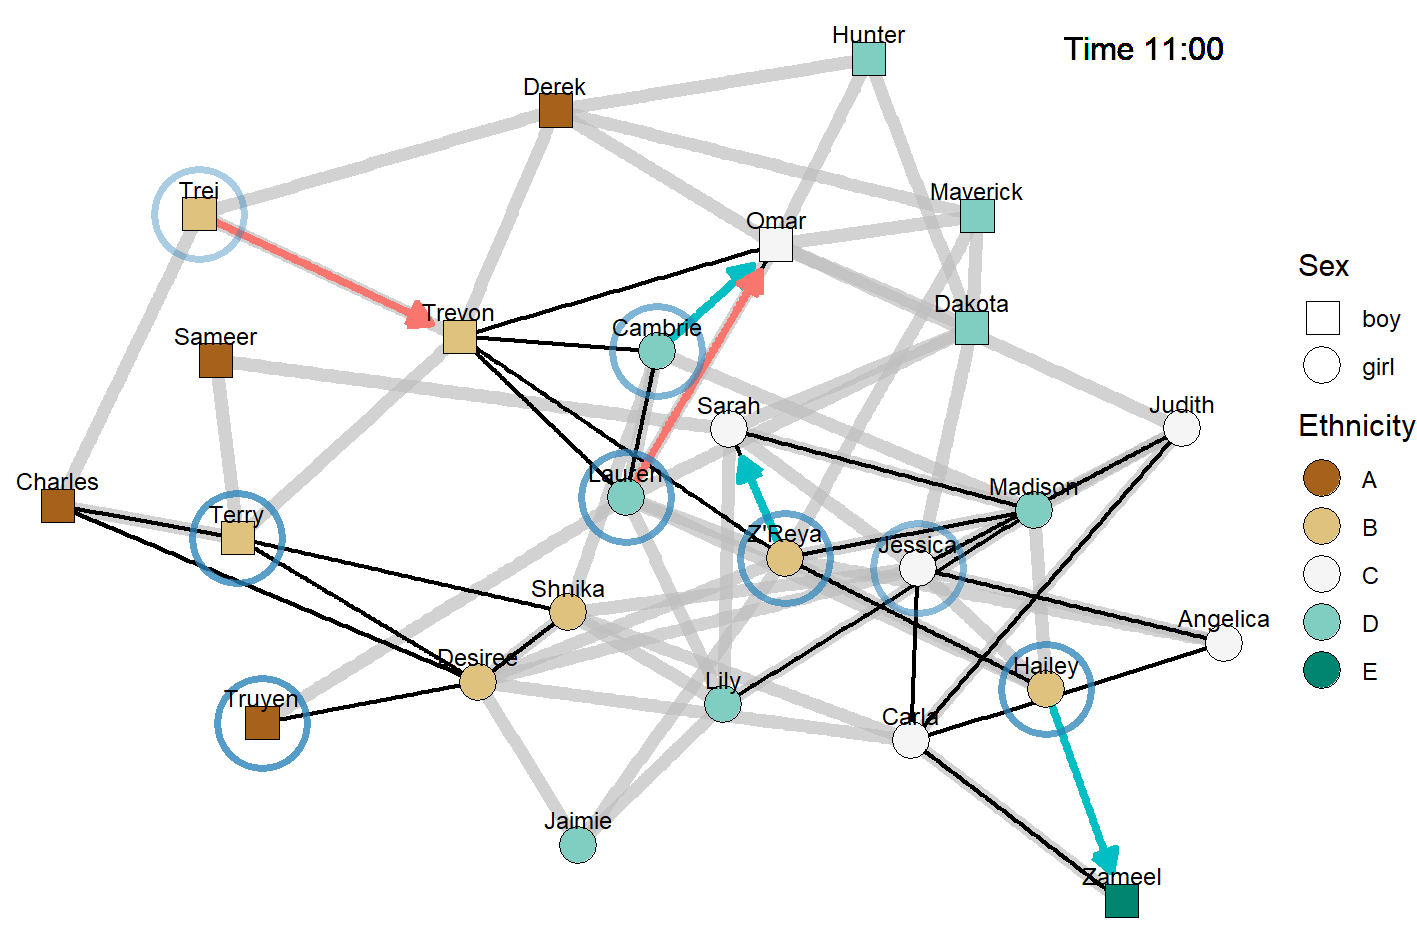 Hunter
Time 11:00
Derek
Trei
Maverick
Omar
Sex
Trevon
Dakota
boy
Sameer
Cambrie
girl
Sarah
Judith
Ethnicity
Charles
Lauren
Madison
A
Terry
Z'Reya
Jessica
B
Shnika
C
Angelica
D
Desiree
Hailey
E
Truyen
Lily
Carla
Jaimie
Zameel